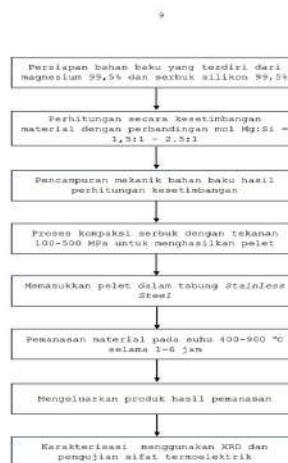 9
Persiapan bahan baku yang terdiri dari
magnesium 99,5% dan serbuk silikon 99,5%
Perhitungan secara kesetimbangan
material dengan perbandingan mol Mg:Si =
1,5:1 - 2.5:1
Pencampuran mekanik bahan baku hasil
perhitungan kesetimbangan
Proses kompaksi serbuk dengan tekanan
100-500 MPa untuk menghasilkan pelet
Memasukkan pelet dalam tabung Stainless
Steel
Pemanasan material pada suhu 400-900 °C
selama 1-6 jam
Mengeluarkan produk hasil pemanasan
Karakterisasi menggunakan XRD dan
pengujian sifat termoelektrik